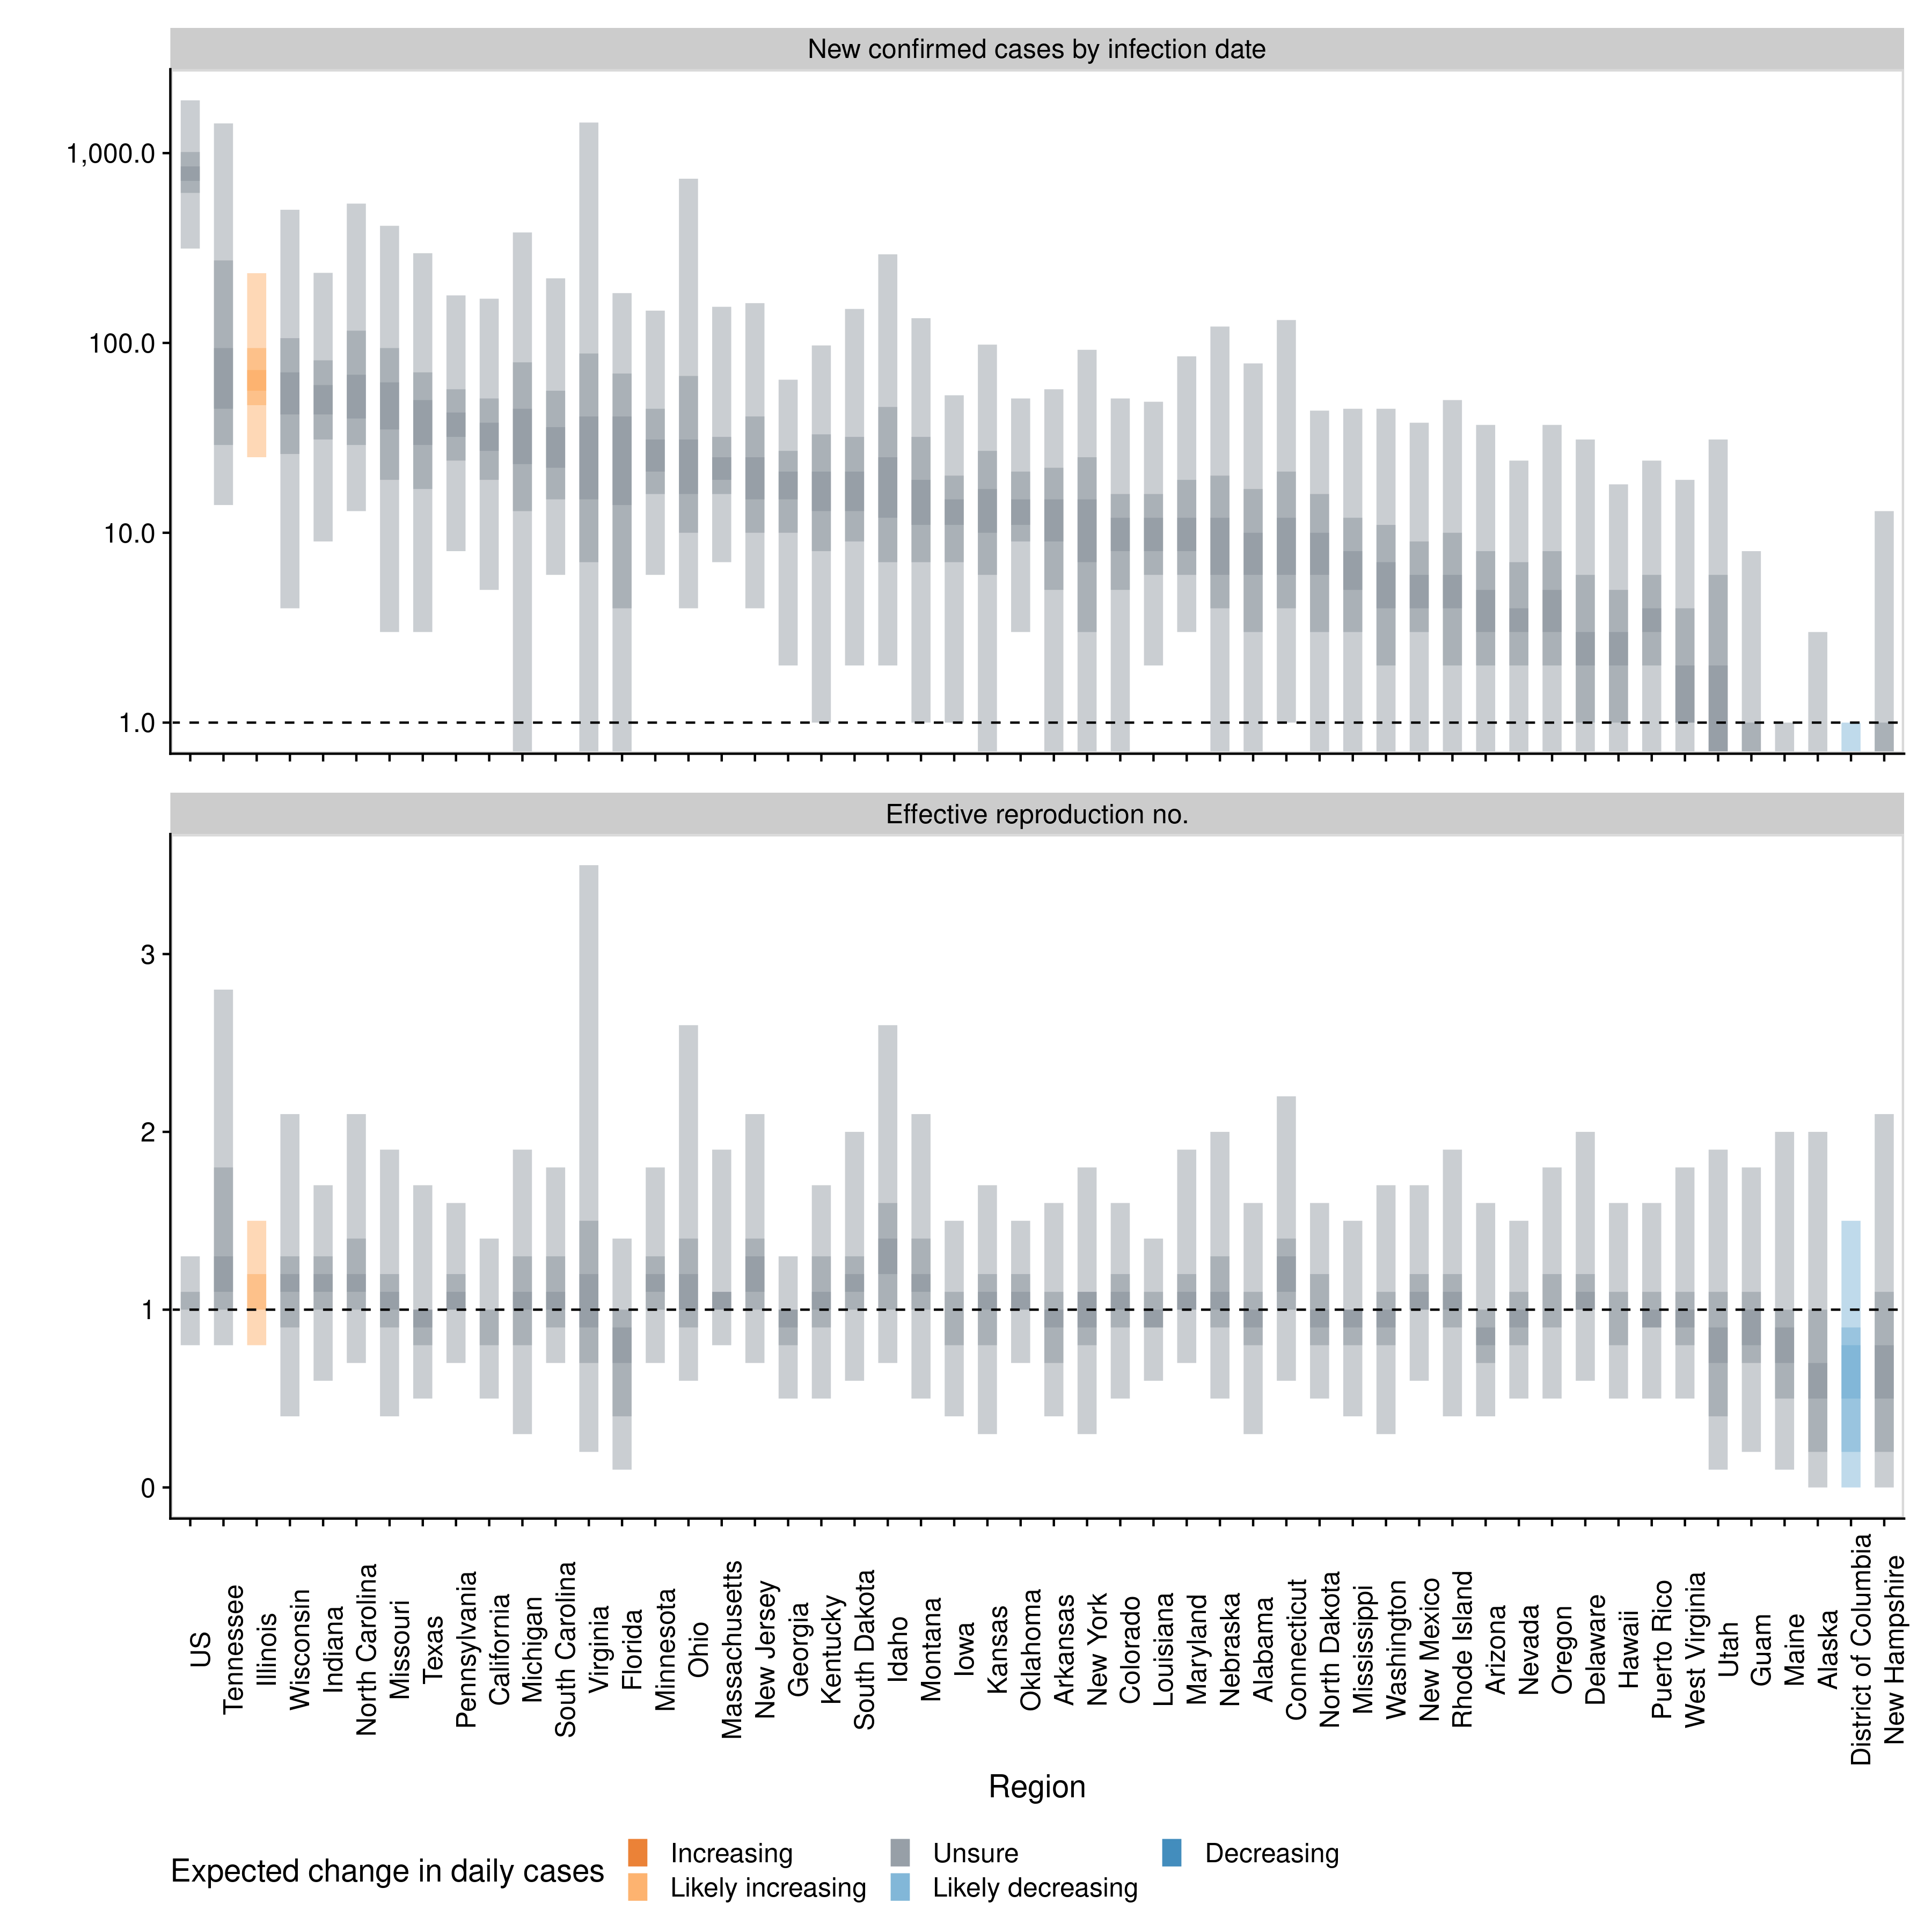 New confirmed cases by infection date
1,000.0
100.0
10.0
1.0
Effective reproduction no.
3
2
1
0
US
Tennessee
Illinois
Wisconsin
Indiana
North Carolina
Missouri
Texas
Pennsylvania
California
Michigan
South Carolina
Virginia
Florida
Minnesota
Ohio
Massachusetts
New Jersey
Georgia
Kentucky
South Dakota
Idaho
Montana
Iowa
Kansas
Oklahoma
Arkansas
New York
Colorado
Louisiana
Maryland
Nebraska
Alabama
Connecticut
North Dakota
Mississippi
Washington
New Mexico
Rhode Island
Arizona
Nevada
Oregon
Delaware
Hawaii
Puerto Rico
West Virginia
Utah
Guam
Maine
Alaska
District of Columbia
New Hampshire
Region
Expected change in daily cases
Increasing
Likely increasing
Unsure
Likely decreasing
Decreasing